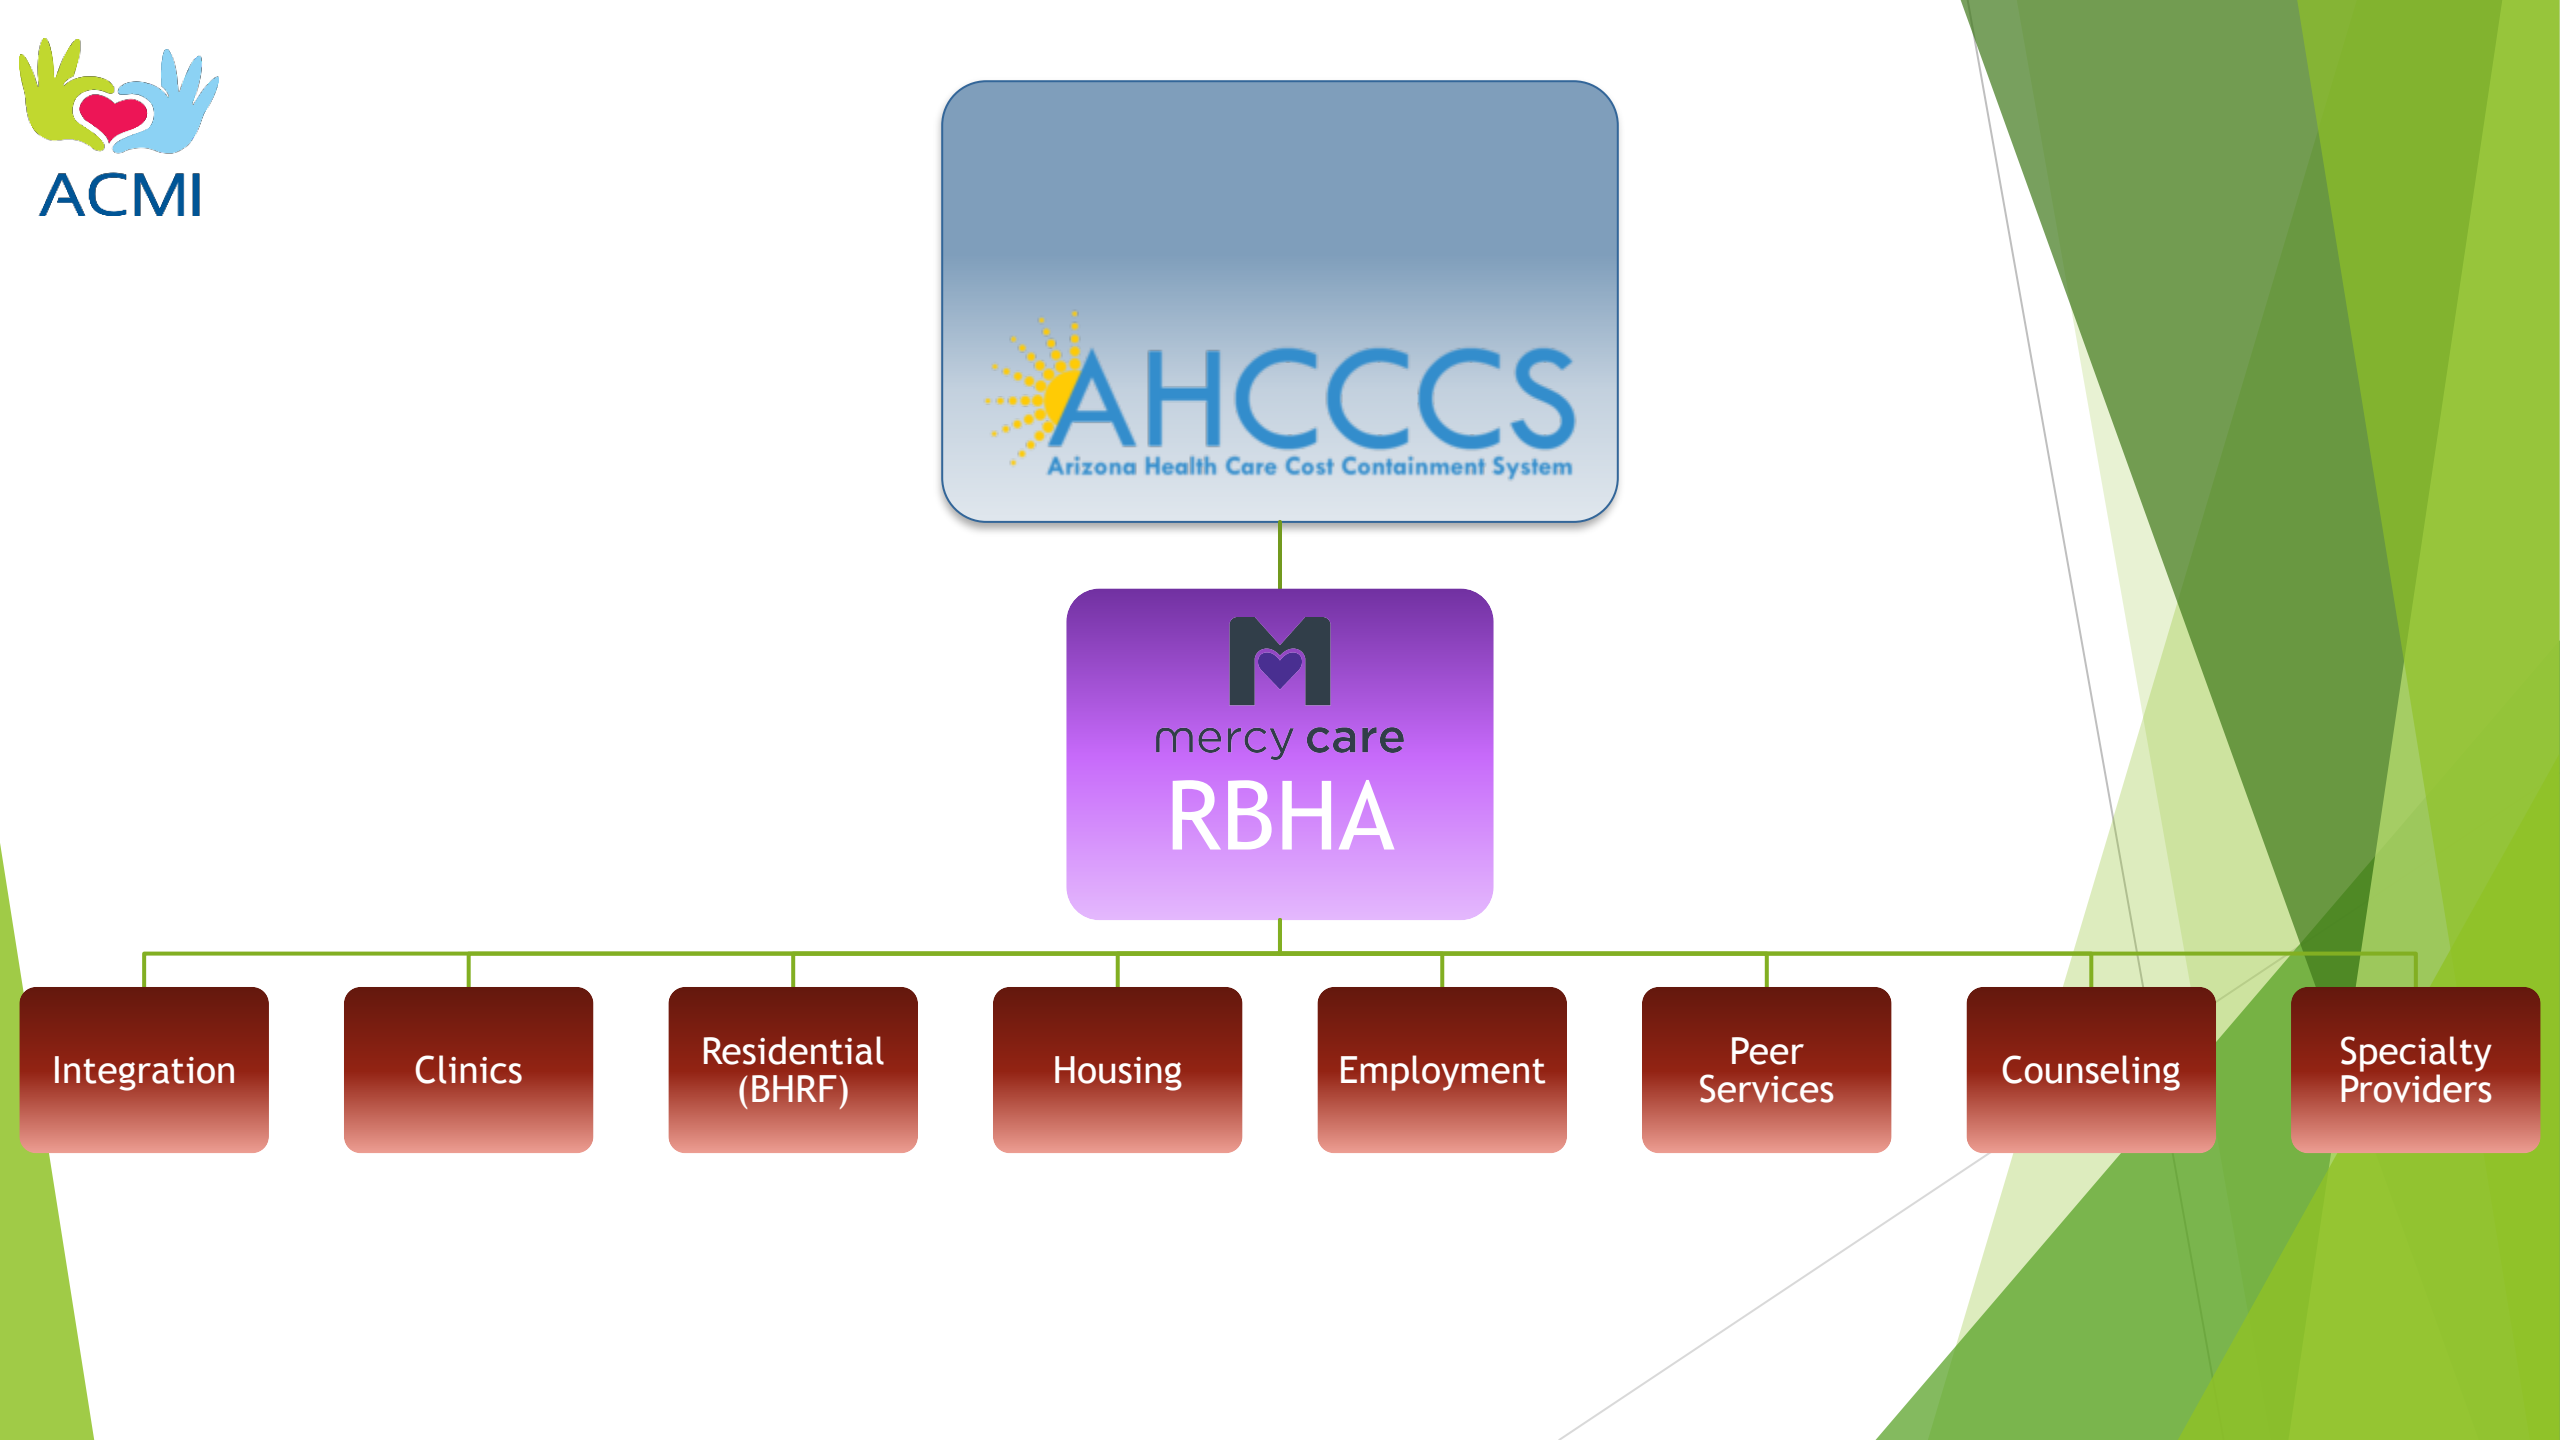 ACMI
AHCCCS
Arizona Health Care Cost Containment System
M
mercy care
RBHA
Integration
Clinics
Residential
(BHRF)
Housing
Employment
Peer
Services
Counseling
Specialty
Providers